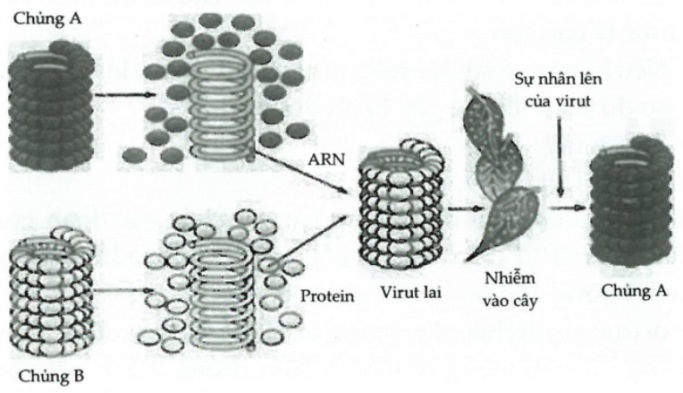 Chủng A
Sự nhân lên
của virut
ARN
Protein
Virut lai
Nhiễm
vào cây
Chủng A
Chủng B